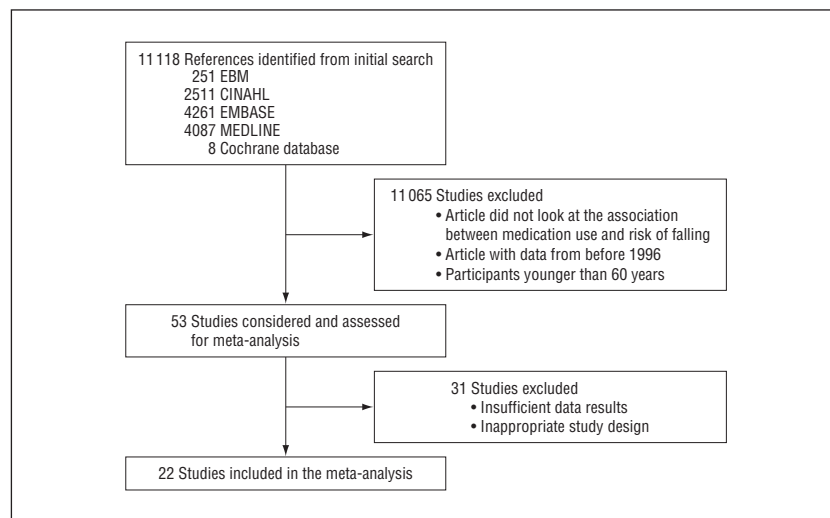 11 118 References identified from initial search
251 EBM
2511 CINAHL
4261 EMBASE
4087 MEDLINE
8 Cochrane database
11 065 Studies excluded
• Article did not look at the association
between medication use and risk of falling
• Article with data from before 1996
• Participants younger than 60 years
53 Studies considered and assessed
for meta-analysis
31 Studies excluded
• Insufficient data results
• Inappropriate study design
22 Studies included in the meta-analysis